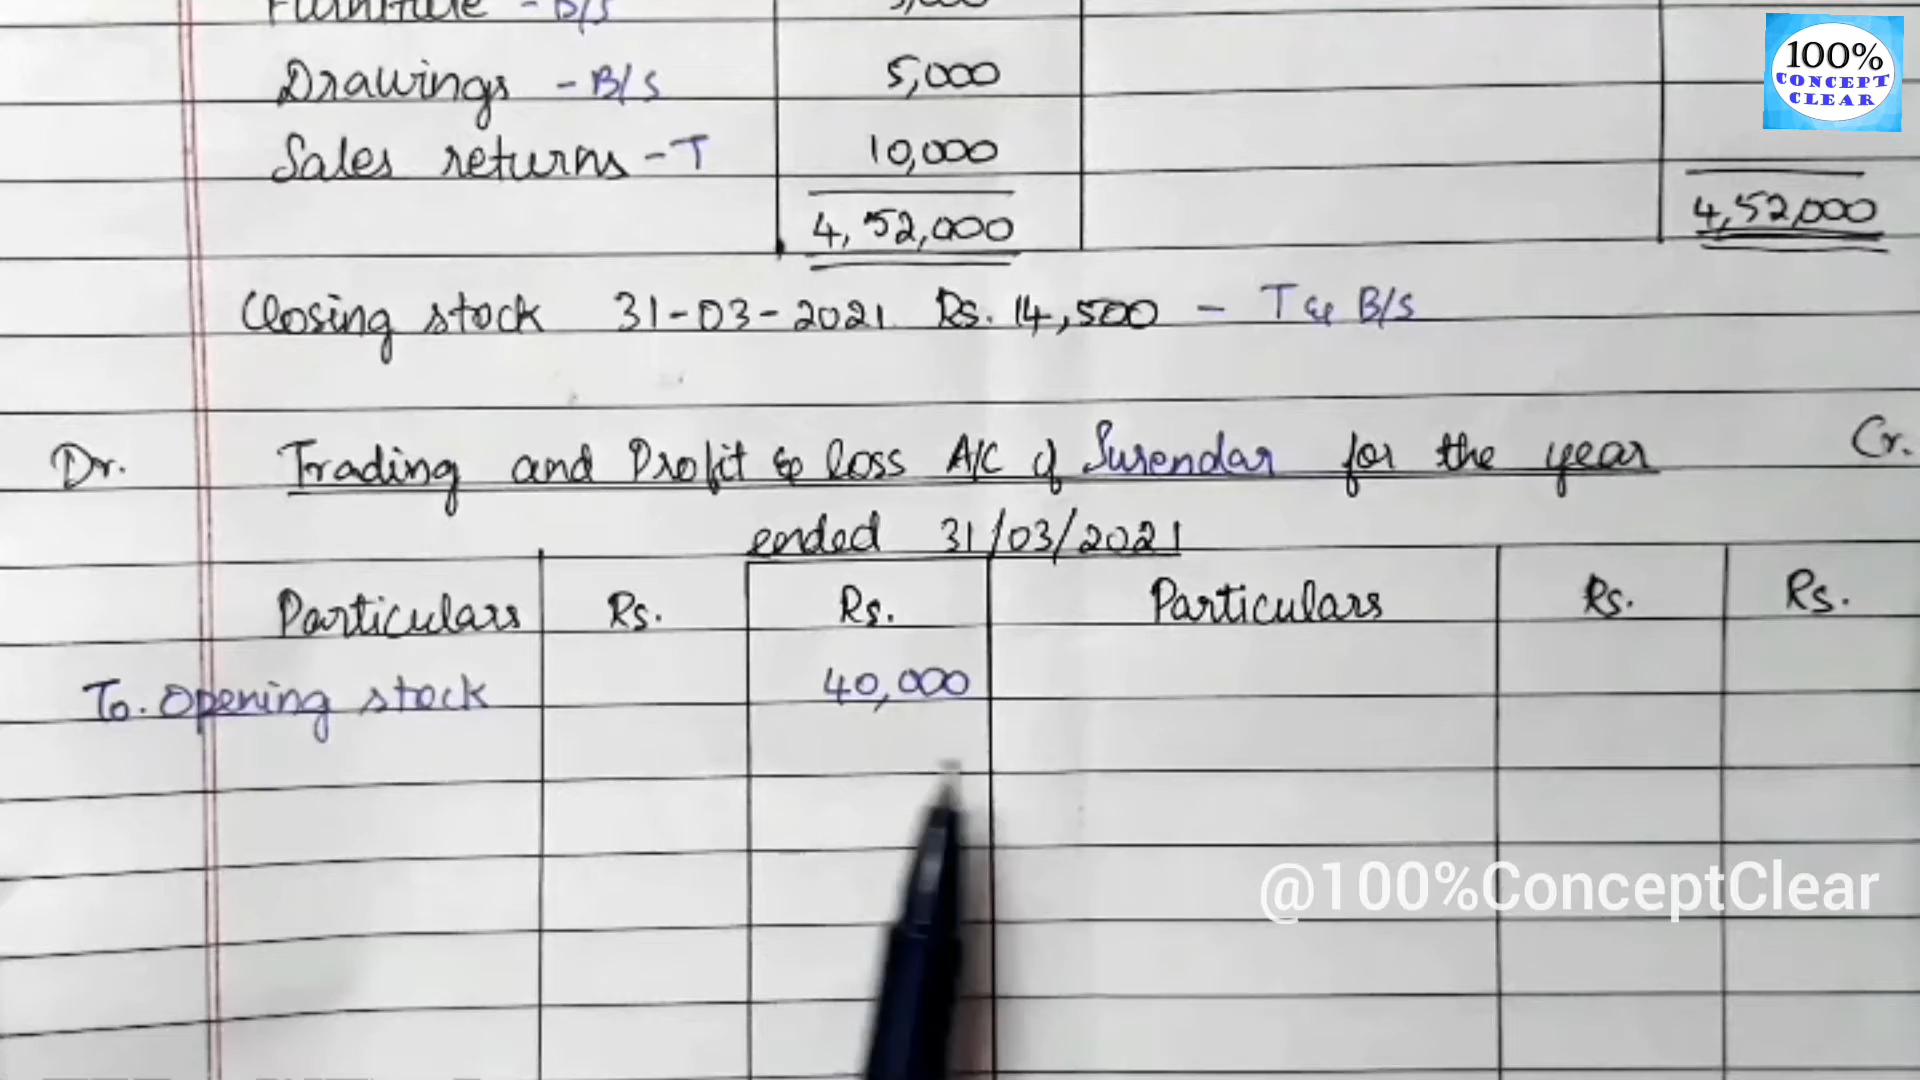 Furniture - B/S
Drawings - B/S 5,000
Sales returns - T 10,000
4,52,000 4,52,000
Closing stock 31-03-2021 Rs. 14,500 - T & B/S
Dr. Trading and Profit & loss A/C of Surendar for the year Cr.
ended 31/03/2021
Particulars Rs. Rs. Particulars Rs. Rs.
To. Opening stock 40,000
100%
CONCEPT
CLEAR
@100%ConceptClear